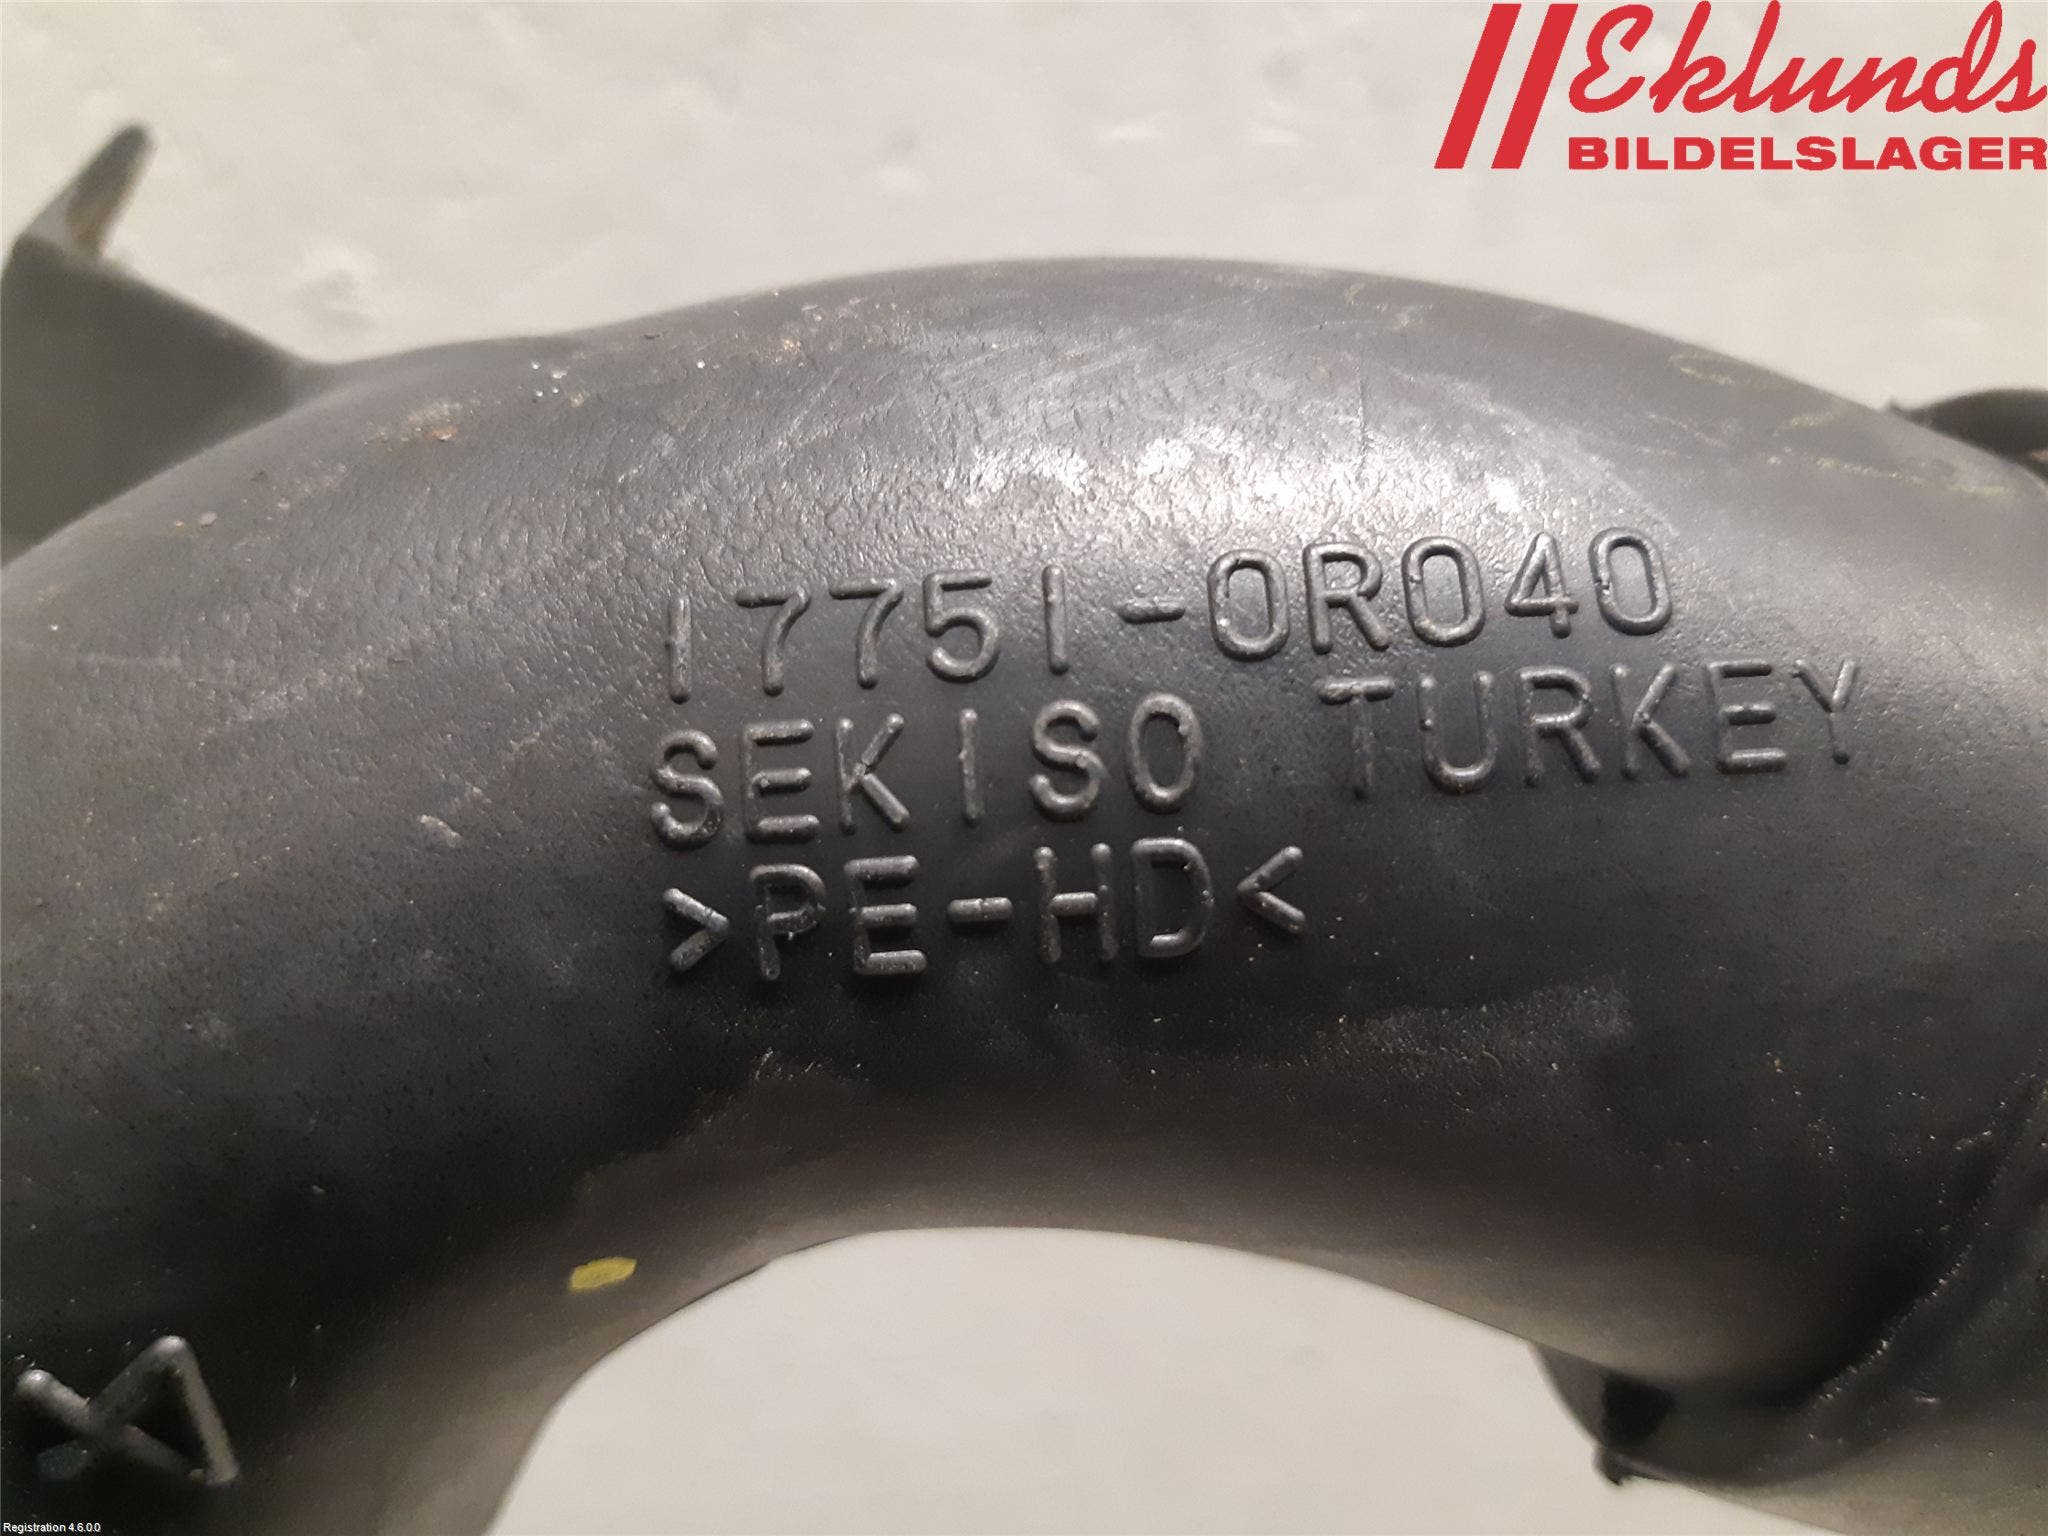 Eklunds
BILDELSLAGER
17751-0R040
SEKISO TURKEY
>PE-HD<
Registration 4.6.0.0